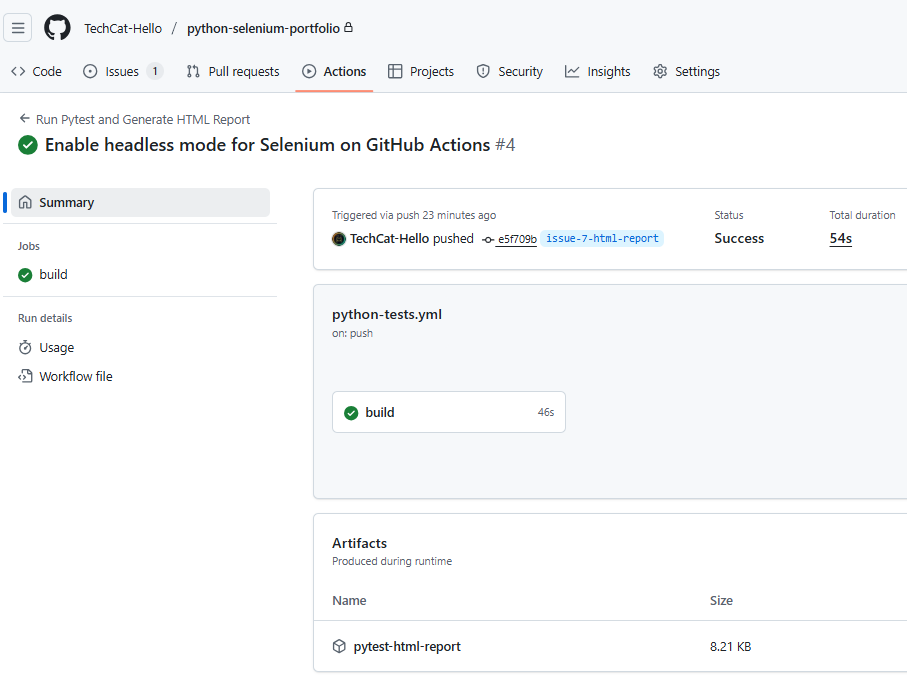 TechCat-Hello / python-selenium-portfolio
Code Issues 1 Pull requests Actions Projects Security Insights Settings
Run Pytest and Generate HTML Report
Enable headless mode for Selenium on GitHub Actions #4
Summary
Jobs
build
Run details
Usage
Workflow file
Triggered via push 23 minutes ago
TechCat-Hello pushed e5f709b issue-7-html-report
Status
Success
Total duration
54s
python-tests.yml
on: push
build 46s
Artifacts
Produced during runtime
Name Size
pytest-html-report 8.21 KB